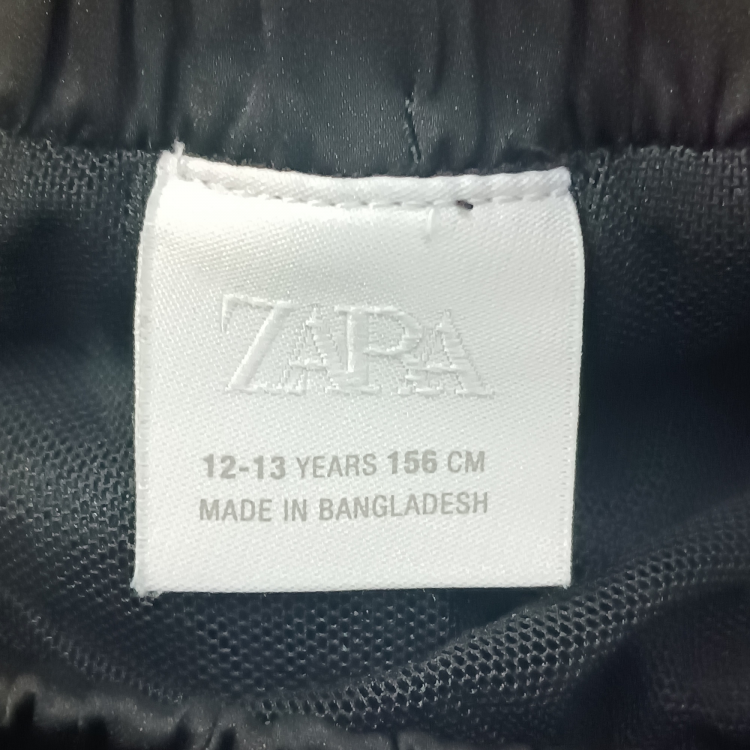 ZARA
12-13 YEARS 156 CM
MADE IN BANGLADESH